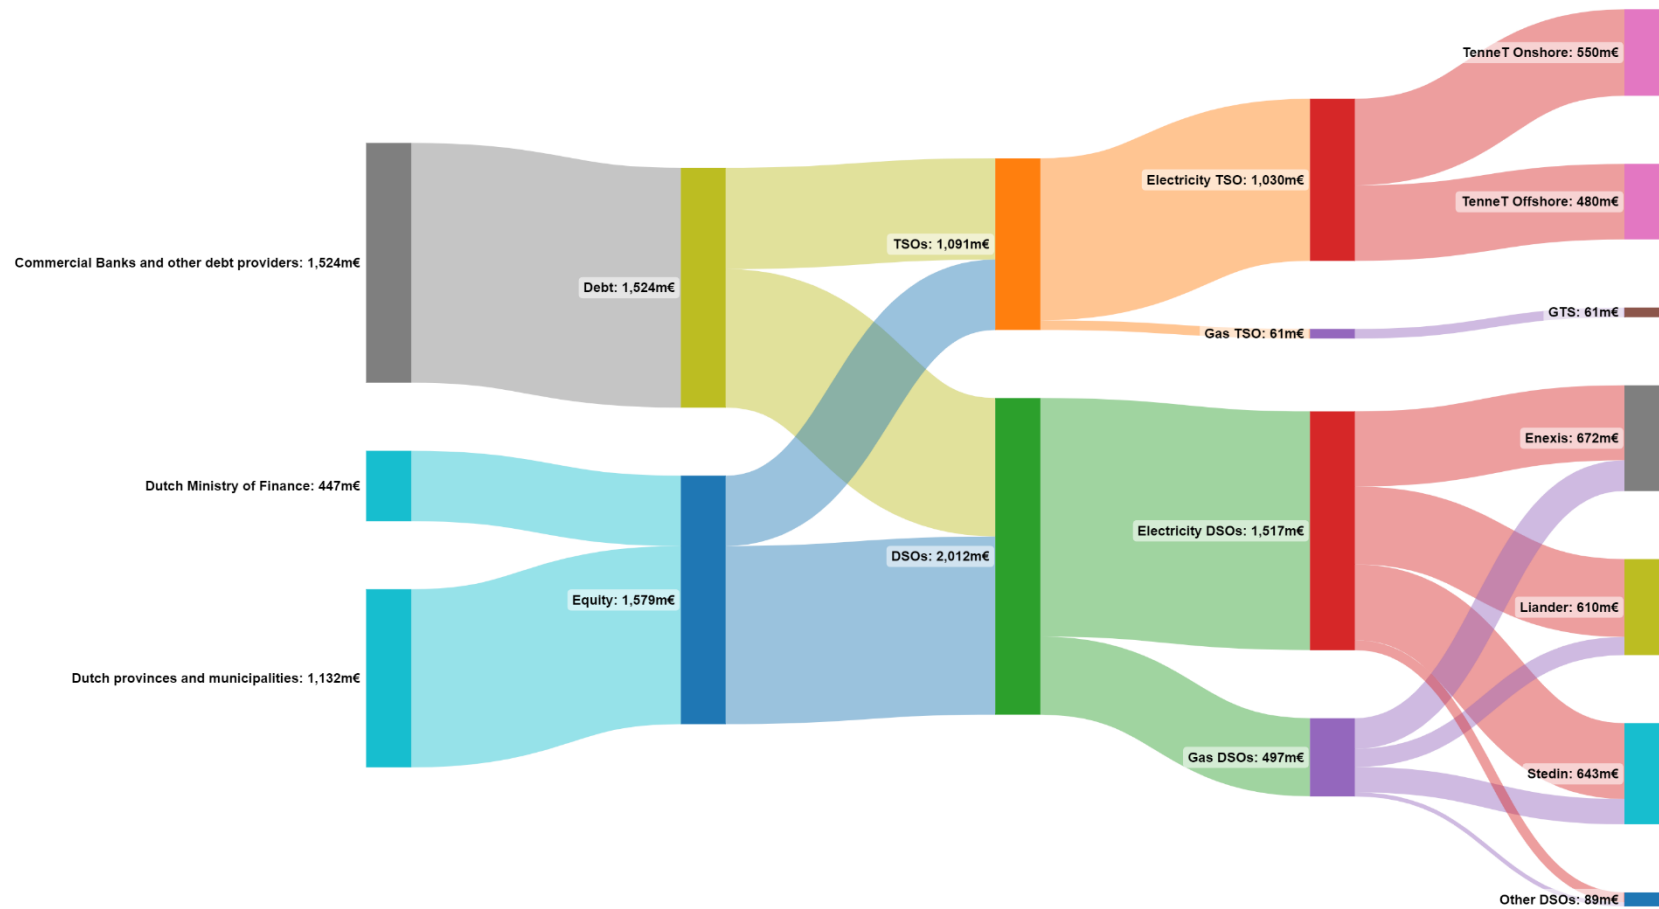 Commercial Banks and other debt providers: 1,524m€
Dutch Ministry of Finance: 447m€
Dutch provinces and municipalities: 1,132m€
Debt: 1,524m€
Equity: 1,579m€
TSOs: 1,091m€
DSOs: 2,012m€
Electricity TSO: 1,030m€
Gas TSO: 61m€
Electricity DSOs: 1,517m€
Gas DSOs: 497m€
TenneT Onshore: 550m€
TenneT Offshore: 480m€
GTS: 61m€
Enexis: 672m€
Liander: 610m€
Stedin: 643m€
Other DSOs: 89m€